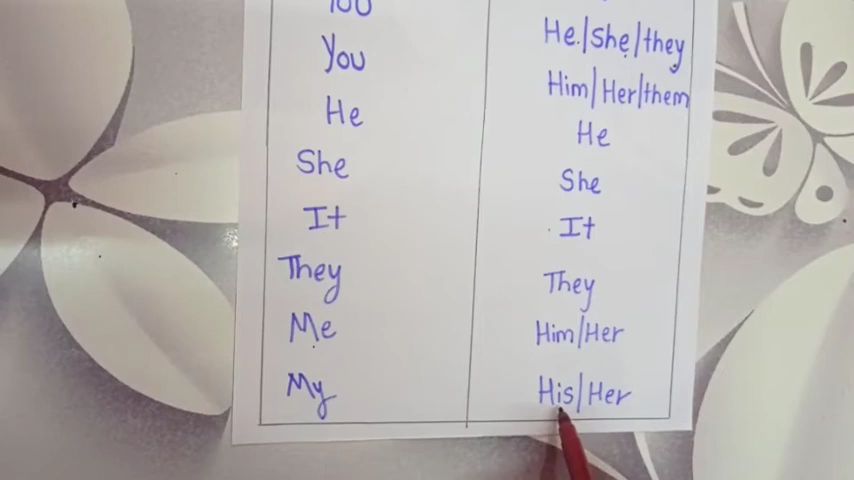 You
He/she/they
You
Him/Her/them
He
He
She
She
It
It
They
They
Me
Him/Her
My
His/Her